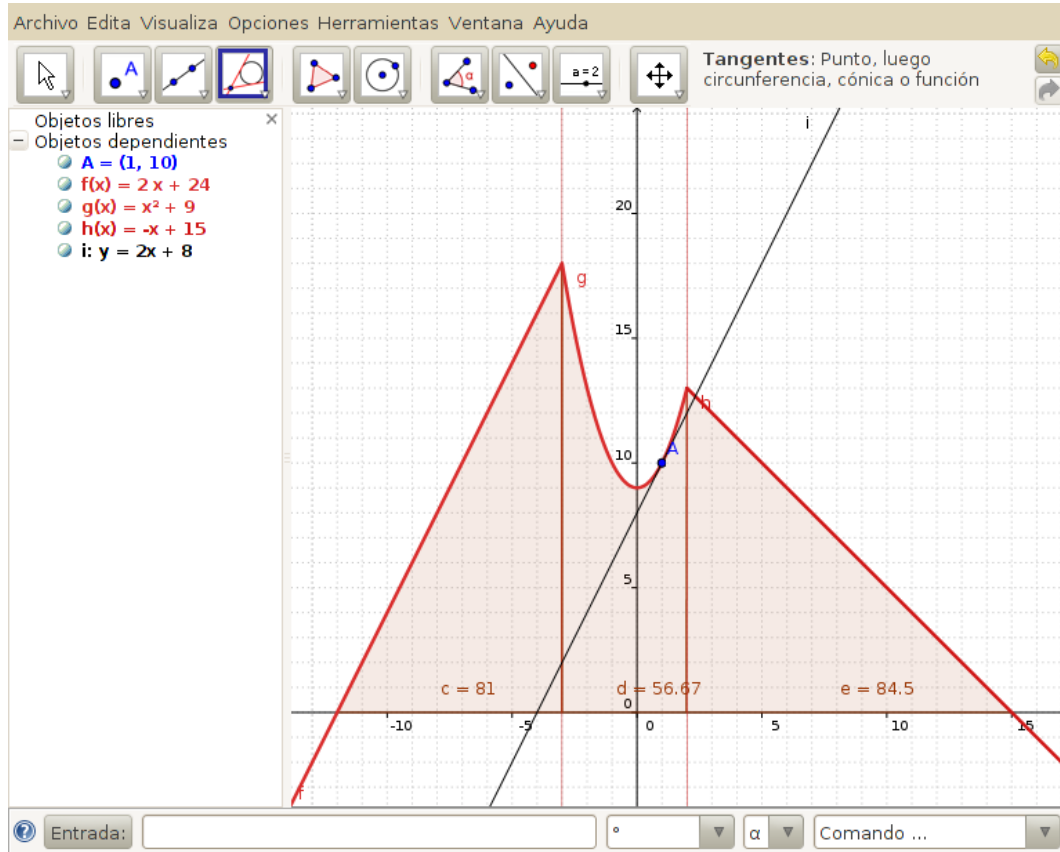 Archivo Edita Visualiza Opciones Herramientas Ventana Ayuda
A
α
a=2
Tangentes: Punto, luego
circunferencia, cónica o función
Objetos libres
Objetos dependientes
A = (1, 10)
f(x) = 2 x + 24
g(x) = x² + 9
h(x) = -x + 15
i: y = 2x + 8
i
20
g
15
h
10
A
5
c = 81
d = 56.67
e = 84.5
0
-10
-5
0
5
10
15
f
Entrada:
°
α
Comando ...